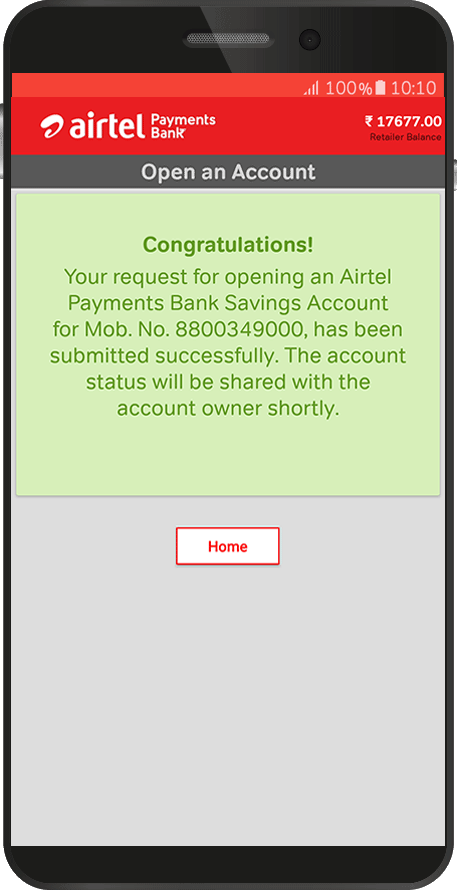 100% 10:10
airtel Payments Bank
₹ 17677.00
Retailer Balance
Open an Account
Congratulations!
Your request for opening an Airtel
Payments Bank Savings Account
for Mob. No. 8800349000, has been
submitted successfully. The account
status will be shared with the
account owner shortly.
Home